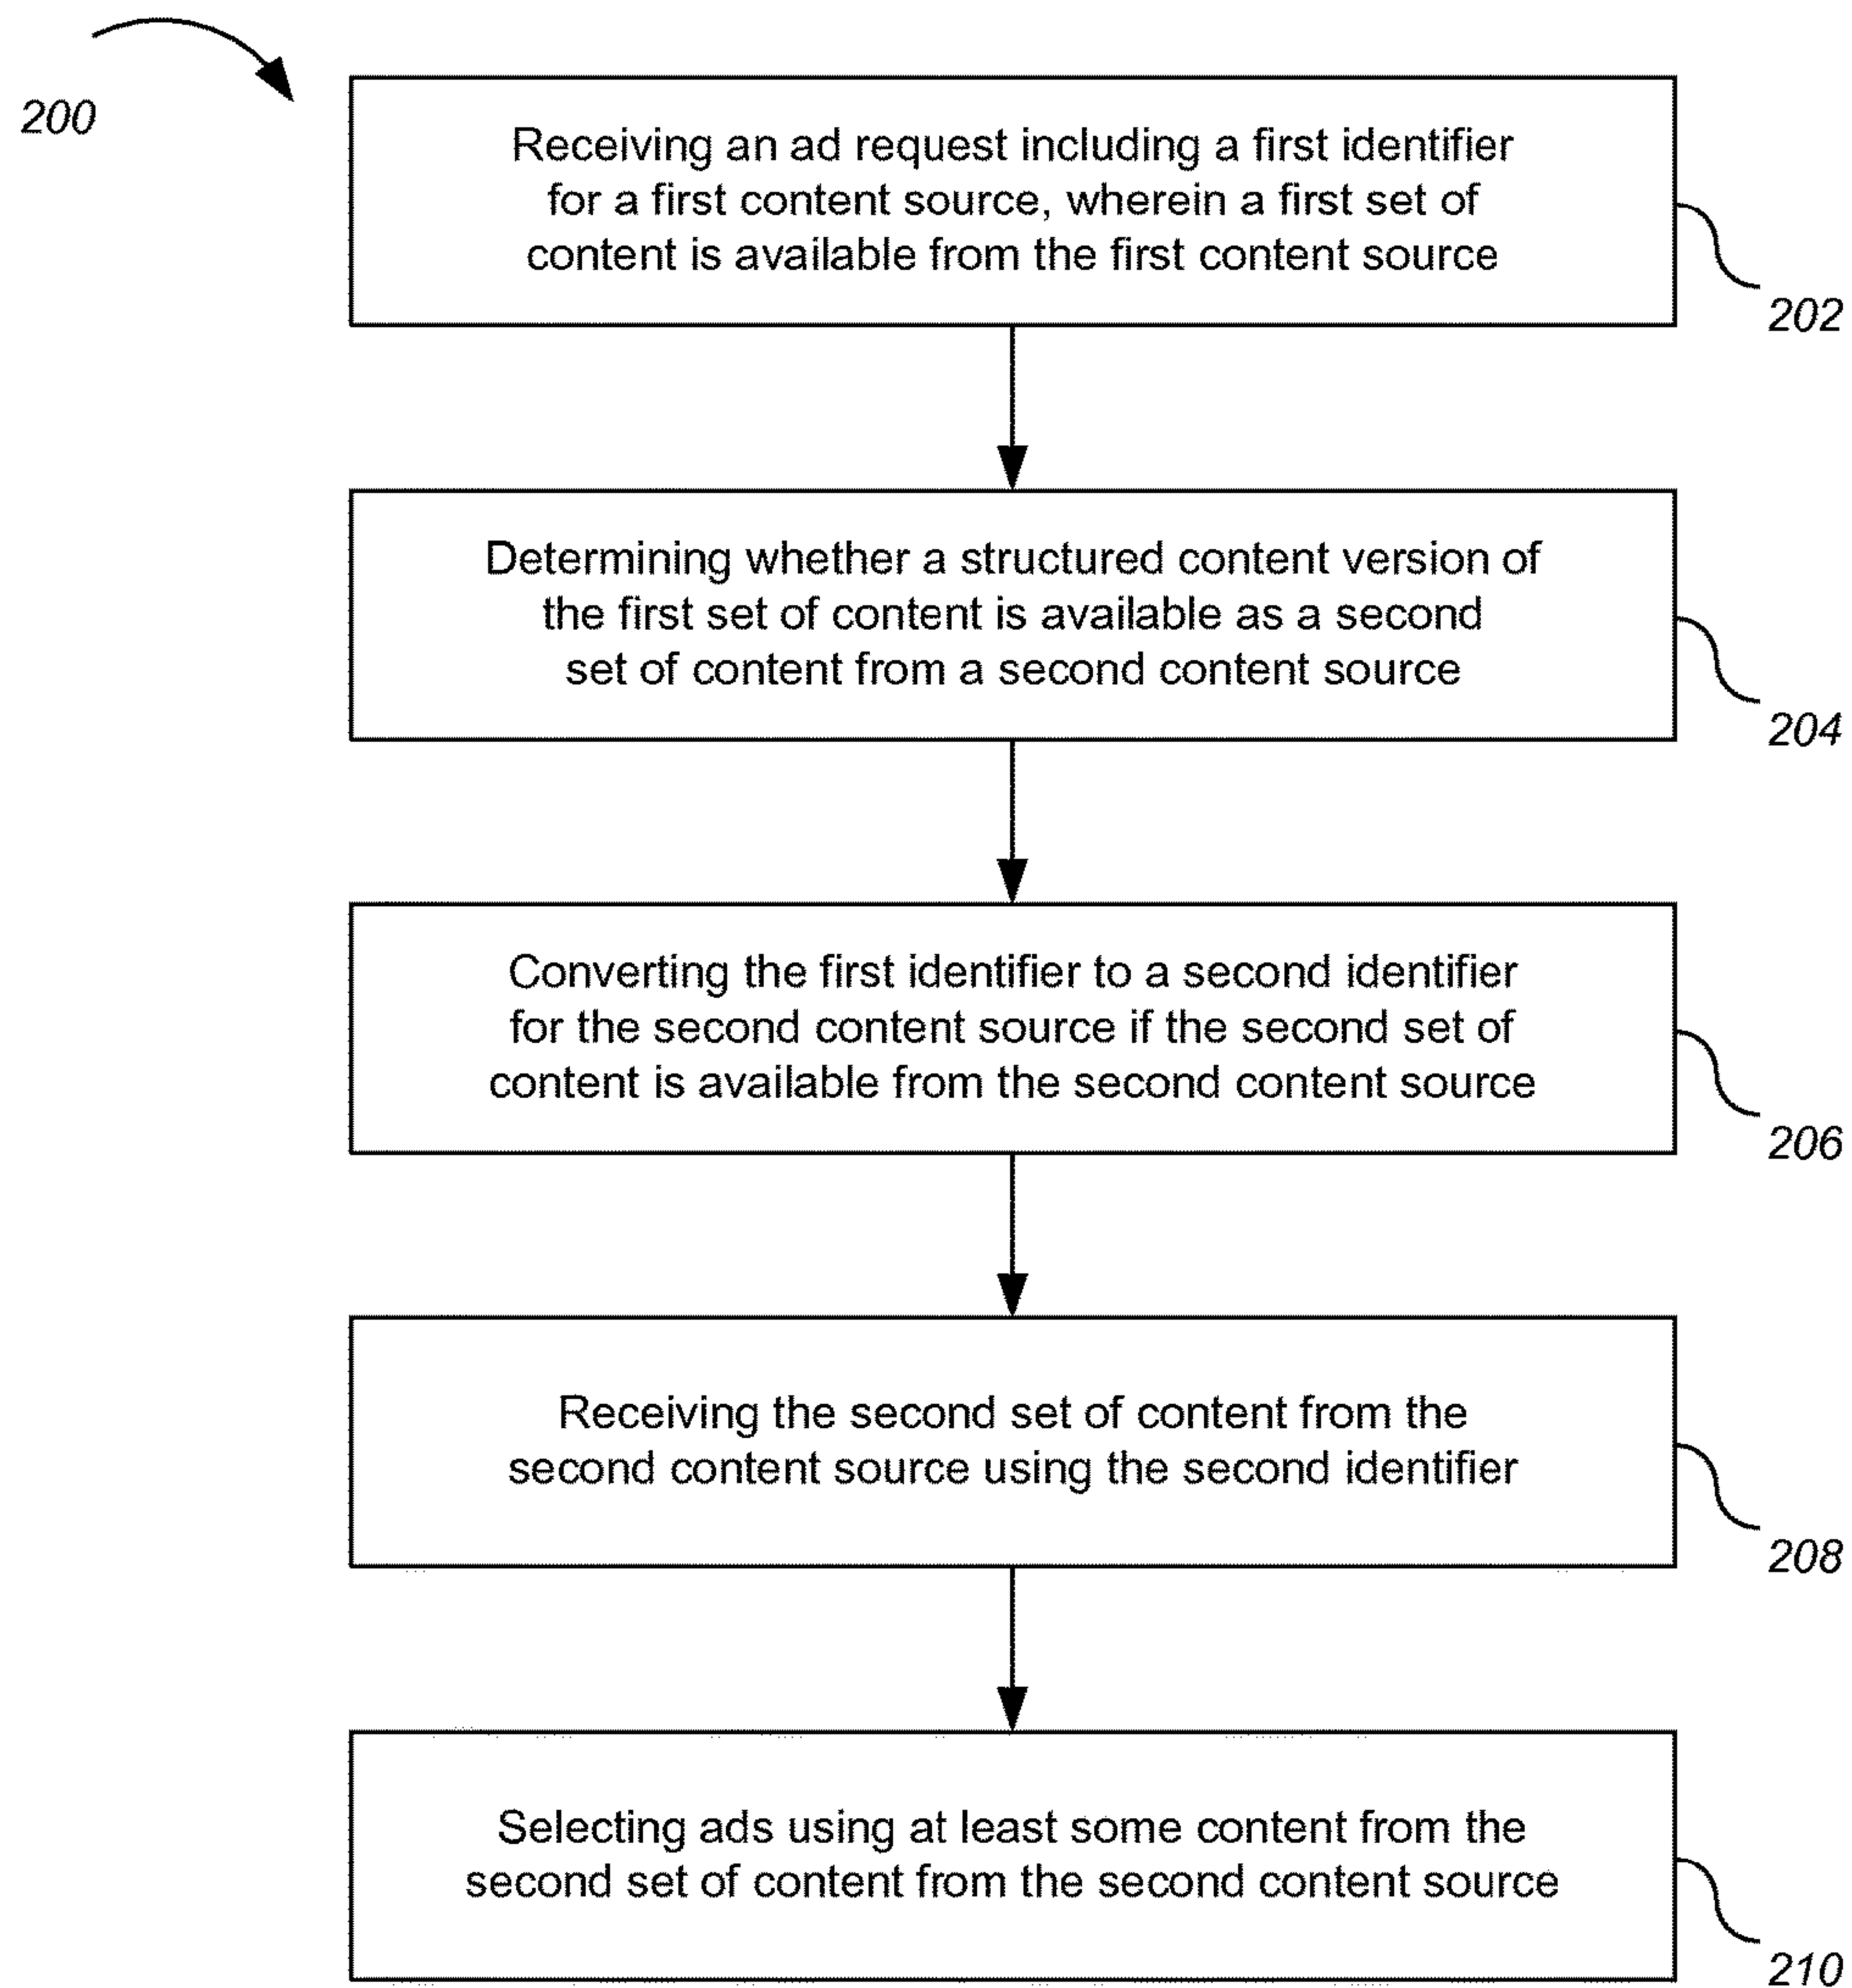 200
Receiving an ad request including a first identifier
for a first content source, wherein a first set of
content is available from the first content source
202
Determining whether a structured content version of
the first set of content is available as a second
set of content from a second content source
204
Converting the first identifier to a second identifier
for the second content source if the second set of
content is available from the second content source
206
Receiving the second set of content from the
second content source using the second identifier
208
Selecting ads using at least some content from the
second set of content from the second content source
210